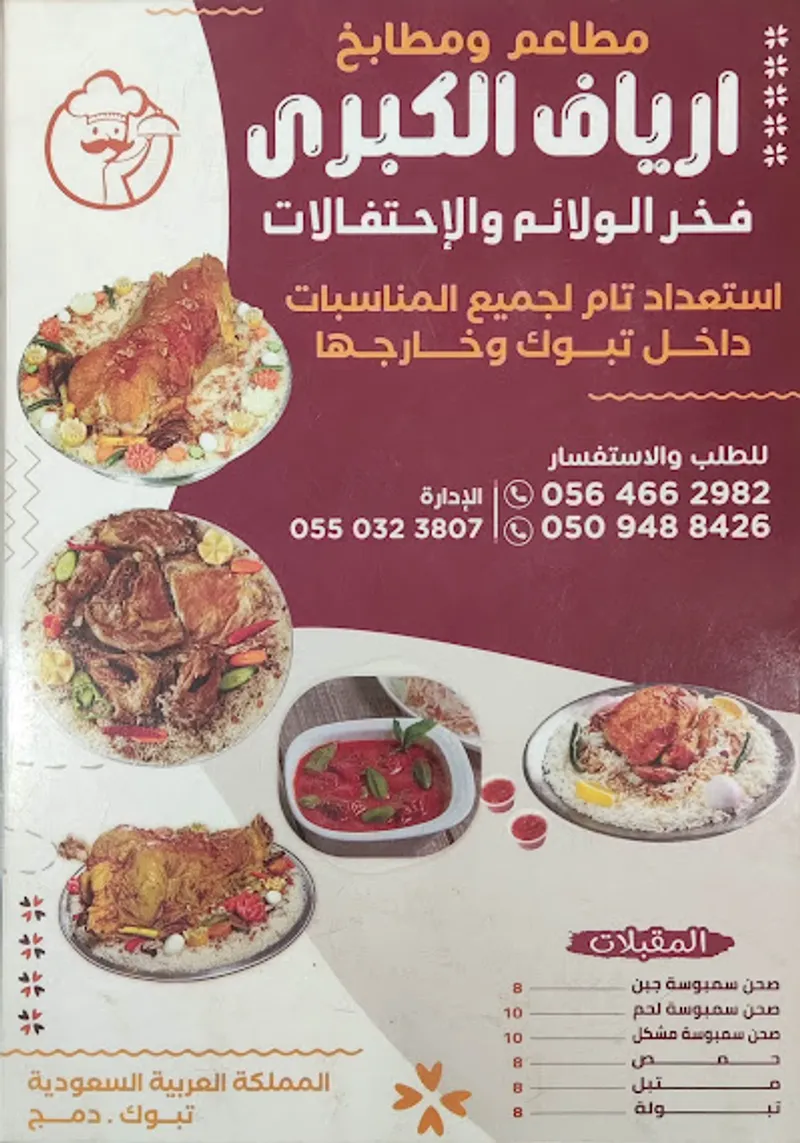 مطاعم ومطابخ
ارياف الكبرى
فخر الولائم والإحتفالات
استعداد تام لجميع المناسبات
داخل تبوك وخارجها
للطلب والاستفسار
056 466 2982
050 948 8426
الإدارة
055 032 3807
المقبلات
صحن سمبوسة جبن 8
صحن سمبوسة لحم 10
صحن سمبوسة مشكل 10
حمص 8
متبل 8
تبولة 8
المملكة العربية السعودية
تبوك . دمج